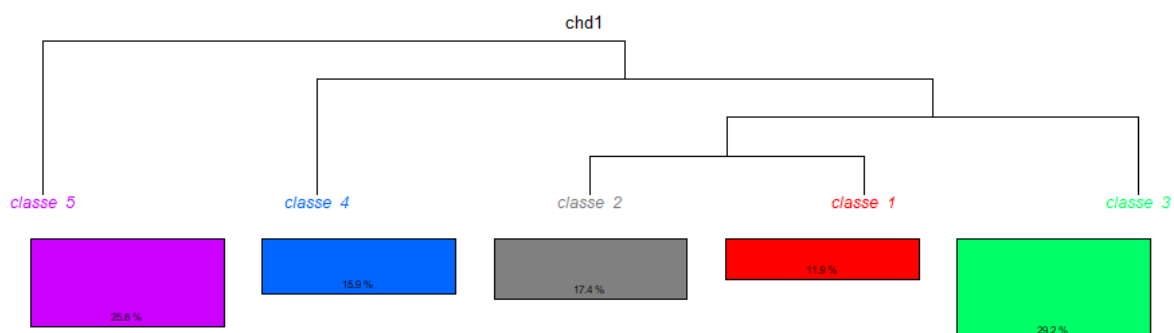 chd1
classe 5 classe 4 classe 2 classe 1 classe 3
25.6 % 15.9 % 17.4 % 11.9 % 29.2 %